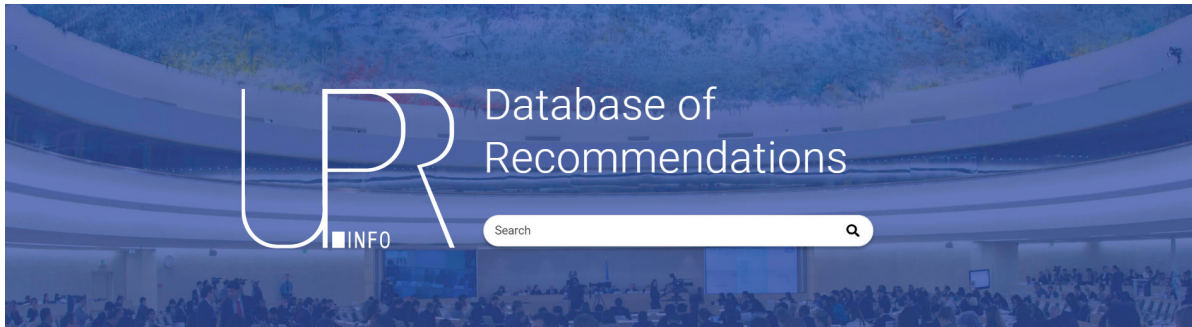 UPR
.INFO
Database of
Recommendations
Search